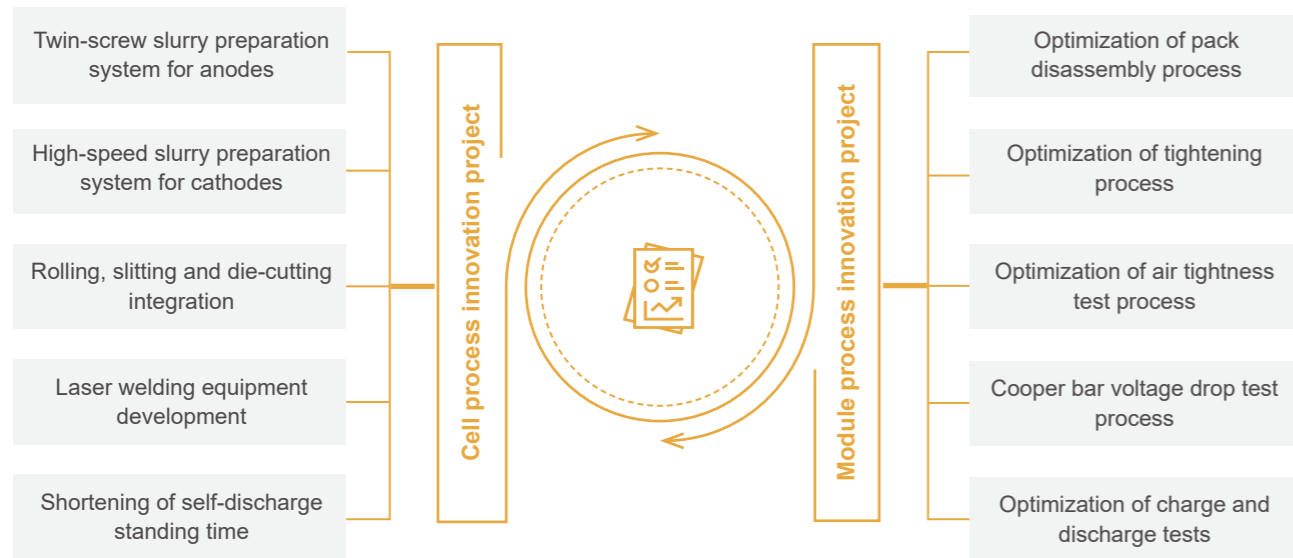 Twin-screw slurry preparation
system for anodes
High-speed slurry preparation
system for cathodes
Rolling, slitting and die-cutting
integration
Laser welding equipment
development
Shortening of self-discharge
standing time
Cell process innovation project
Module process innovation project
Optimization of pack
disassembly process
Optimization of tightening
process
Optimization of air tightness
test process
Cooper bar voltage drop test
process
Optimization of charge and
discharge tests